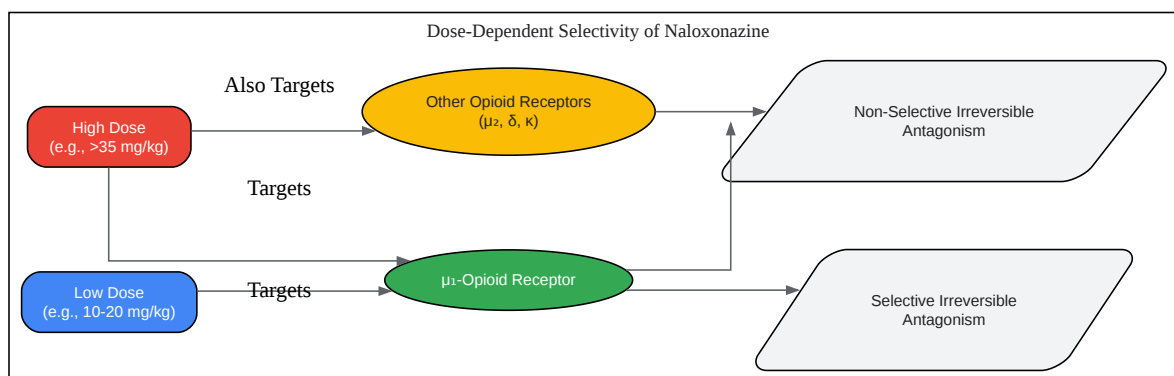 Dose-Dependent Selectivity of Naloxonazine
Also Targets
Other Opioid Receptors
(μ₂, δ, κ)
Non-Selective Irreversible
Antagonism
High Dose
(e.g., >35 mg/kg)
Targets
Low Dose
(e.g., 10-20 mg/kg)
Targets
μ₁-Opioid Receptor
Selective Irreversible
Antagonism